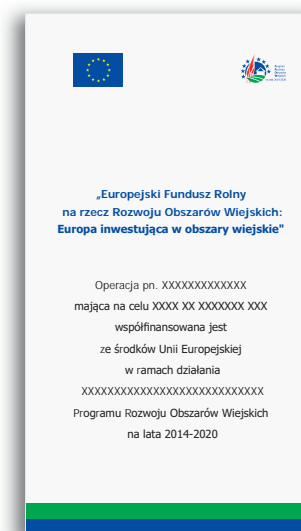 „Europejski Fundusz Rolny
na rzecz Rozwoju Obszarów Wiejskich:
Europa inwestująca w obszary wiejskie"
Operacja pn. XXXXXXXXXXXXX
mająca na celu XXXX XX XXXXXXX XXX
współfinansowana jest
ze środków Unii Europejskiej
w ramach działania
XXXXXXXXXXXXXXXXXXXXXXXXXXXX
Programu Rozwoju Obszarów Wiejskich
na lata 2014-2020